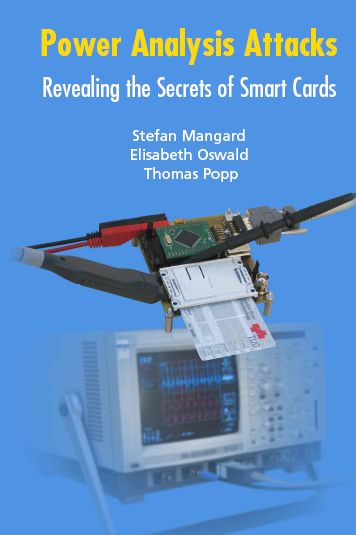 Power Analysis Attacks
Revealing the Secrets of Smart Cards
Stefan Mangard
Elisabeth Oswald
Thomas Popp